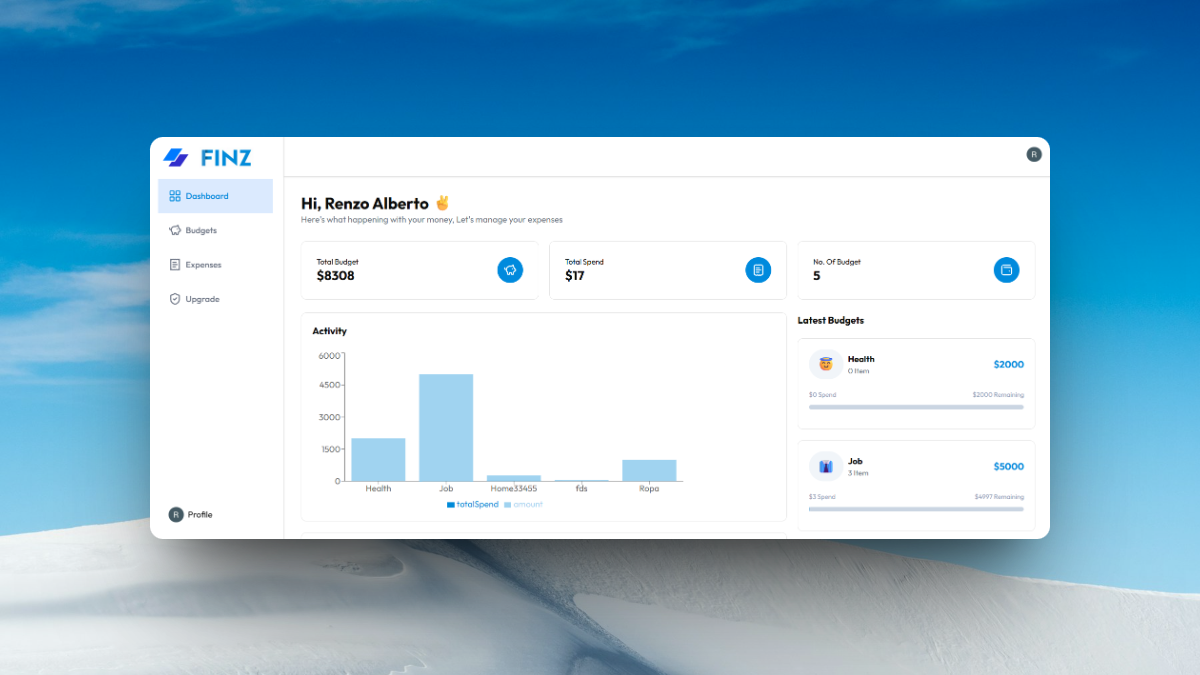 FINZ
R
Dashboard
Budgets
Expenses
Upgrade
R Profile
Hi, Renzo Alberto ✌️
Here's what happening with your money, Let's manage your expenses
Total Budget
$8308
Total Spend
$17
No. Of Budget
5
Activity
6000
4500
3000
1500
0
Health Job Home33455 fds Ropa
totalSpend amount
Latest Budgets
Health
0 Item
$2000
$0 Spend $2000 Remaining
Job
3 Item
$5000
$3 Spend $4997 Remaining